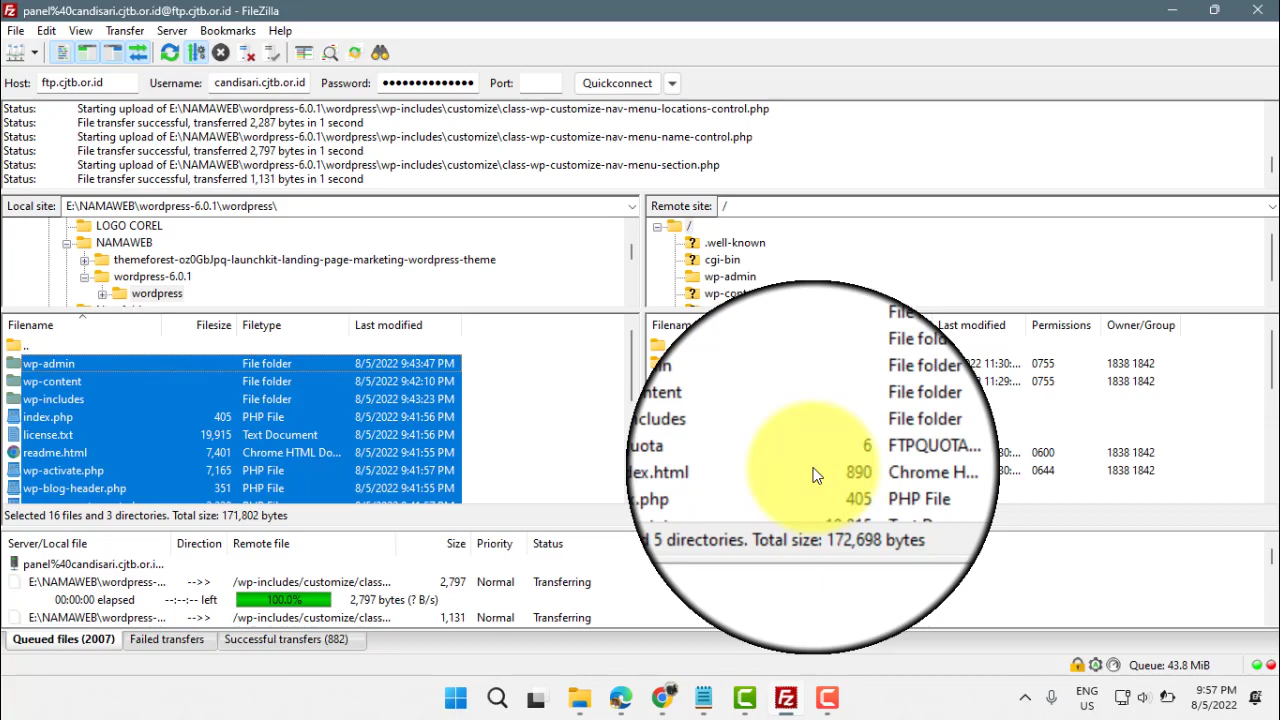 panel%40candisari.cjtb.or.id@ftp.cjtb.or.id - FileZilla
File Edit View Transfer Server Bookmarks Help
Host: ftp.cjtb.or.id Username: candisari.cjtb.or.id Password: ●●●●●●●●●●●●●● Port: Quickconnect
Status: Starting upload of E:\NAMAWEB\wordpress-6.0.1\wordpress\wp-includes\customize\class-wp-customize-nav-menu-locations-control.php
Status: File transfer successful, transferred 2,287 bytes in 1 second
Status: Starting upload of E:\NAMAWEB\wordpress-6.0.1\wordpress\wp-includes\customize\class-wp-customize-nav-menu-name-control.php
Status: File transfer successful, transferred 2,797 bytes in 1 second
Status: Starting upload of E:\NAMAWEB\wordpress-6.0.1\wordpress\wp-includes\customize\class-wp-customize-nav-menu-section.php
Status: File transfer successful, transferred 1,131 bytes in 1 second
Local site: E:\NAMAWEB\wordpress-6.0.1\wordpress\
LOGO COREL
NAMAWEB
themeforest-oz0GbJpq-launchkit-landing-page-marketing-wordpress-theme
wordpress-6.0.1
wordpress
Remote site: /
/
.well-known
cgi-bin
wp-admin
Filename Filesize Filetype Last modified
..
wp-admin File folder 8/5/2022 9:43:47 PM
wp-content File folder 8/5/2022 9:42:10 PM
wp-includes File folder 8/5/2022 9:43:23 PM
index.php 405 PHP File 8/5/2022 9:41:56 PM
license.txt 19,915 Text Document 8/5/2022 9:41:56 PM
readme.html 7,401 Chrome HTML Do... 8/5/2022 9:41:55 PM
wp-activate.php 7,165 PHP File 8/5/2022 9:41:55 PM
wp-blog-header.php 351 PHP File 8/5/2022 9:41:55 PM
Selected 16 files and 3 directories. Total size: 171,802 bytes
Last modified Permissions Owner/Group
File folder
0755 1838 1842
File folder
0755 1838 1842
File folder
6 FTPQUOTA...
0600 1838 1842
890 Chrome H...
0644 1838 1842
405 PHP File
5 directories. Total size: 172,698 bytes
Server/Local file Direction Remote file Size Priority Status
panel%40candisari.cjtb.or.i...
E:\NAMAWEB\wordpress-... -->> /wp-includes/customize/class... 2,797 Normal Transferring
00:00:00 elapsed --:--:-- left 100.0% 2,797 bytes (? B/s)
E:\NAMAWEB\wordpress-... -->> /wp-includes/customize/class... 1,131 Normal Transferring
Queued files (2007) Failed transfers Successful transfers (882)
Queue: 43.8 MiB
ENG
US
9:57 PM
8/5/2022